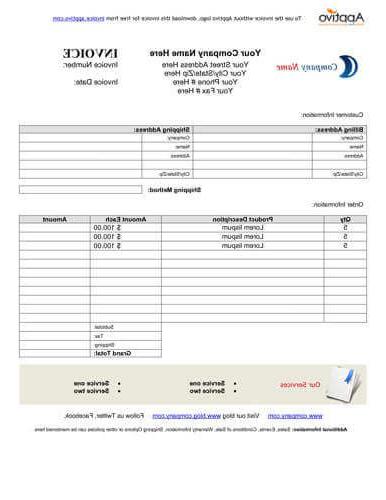 Apptivo
To use the invoice without Apptivo logo, download this invoice for free from invoice.apptivo.com
Company Name
Your Company Name Here
Your Street Address Here
Your City/State/Zip Here
Your Phone # Here
Your Fax # Here
INVOICE
Invoice Number:
Invoice Date:
Customer Information:
Billing Address: Shipping Address:
Company: Company:
Name: Name:
Address: Address:
City/State/Zip: City/State/Zip:
Shipping Method:
Order Information:
Qty Product Description Amount Each Amount
5 Lorem Ispum $ 100.00
5 Lorem Ispum $ 100.00
5 Lorem Ispum $ 100.00
Subtotal:
Tax:
Shipping:
Grand Total:
Our Services
• Service one • Service one
• Service two • Service two
www.company.com Visit our blog www.blog.company.com Follow us Twitter, Facebook,
Additional Information: Sales, Events, Conditions of Sale, Warranty Information, Shipping Options or other policies can be mentioned here